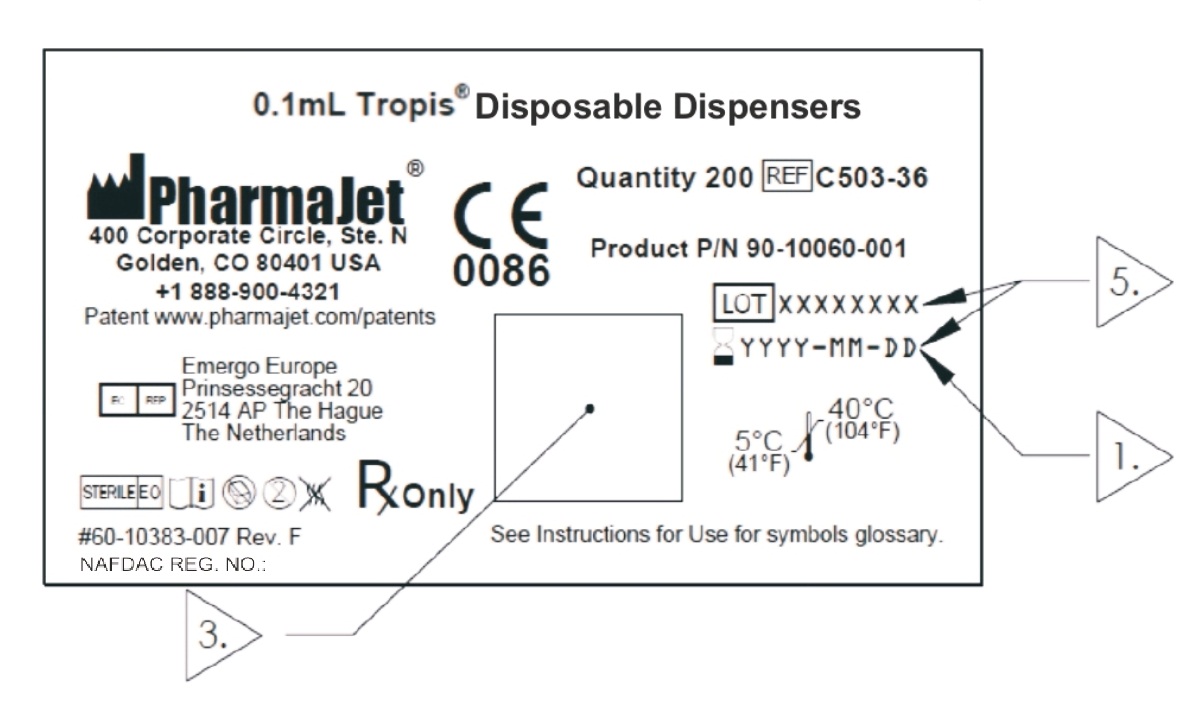 0.1mL Tropis® Disposable Dispensers
PharmaJet®
400 Corporate Circle, Ste. N
Golden, CO 80401 USA
+1 888-900-4321
Patent www.pharmajet.com/patents
CE
0086
Quantity 200 REF C503-36
Product P/N 90-10060-001
LOT XXXXXXXX
YYYY-MM-DD
5.
1.
EC REP
Emergo Europe
Prinsessegracht 20
2514 AP The Hague
The Netherlands
40°C
(104°F)
5°C
(41°F)
STERILE EO i 2
Rx Only
#60-10383-007 Rev. F
NAFDAC REG. NO.:
See Instructions for Use for symbols glossary.
3.